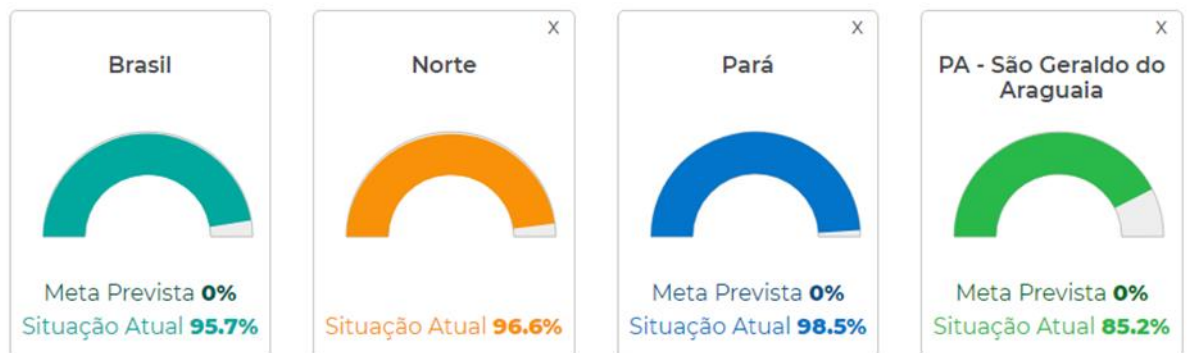 Brasil
Meta Prevista 0%
Situação Atual 95.7%
X
Norte
Situação Atual 96.6%
X
Pará
Meta Prevista 0%
Situação Atual 98.5%
X
PA - São Geraldo do
Araguaia
Meta Prevista 0%
Situação Atual 85.2%